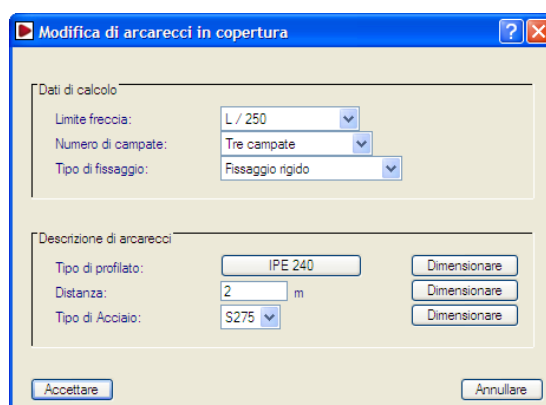 Modifica di arcarecci in copertura
Dati di calcolo
Limite freccia: L / 250
Numero di campate: Tre campate
Tipo di fissaggio: Fissaggio rigido
Descrizione di arcarecci
Tipo di profilato: IPE 240 Dimensionare
Distanza: 2 m Dimensionare
Tipo di Acciaio: S275 Dimensionare
Accettare Annullare